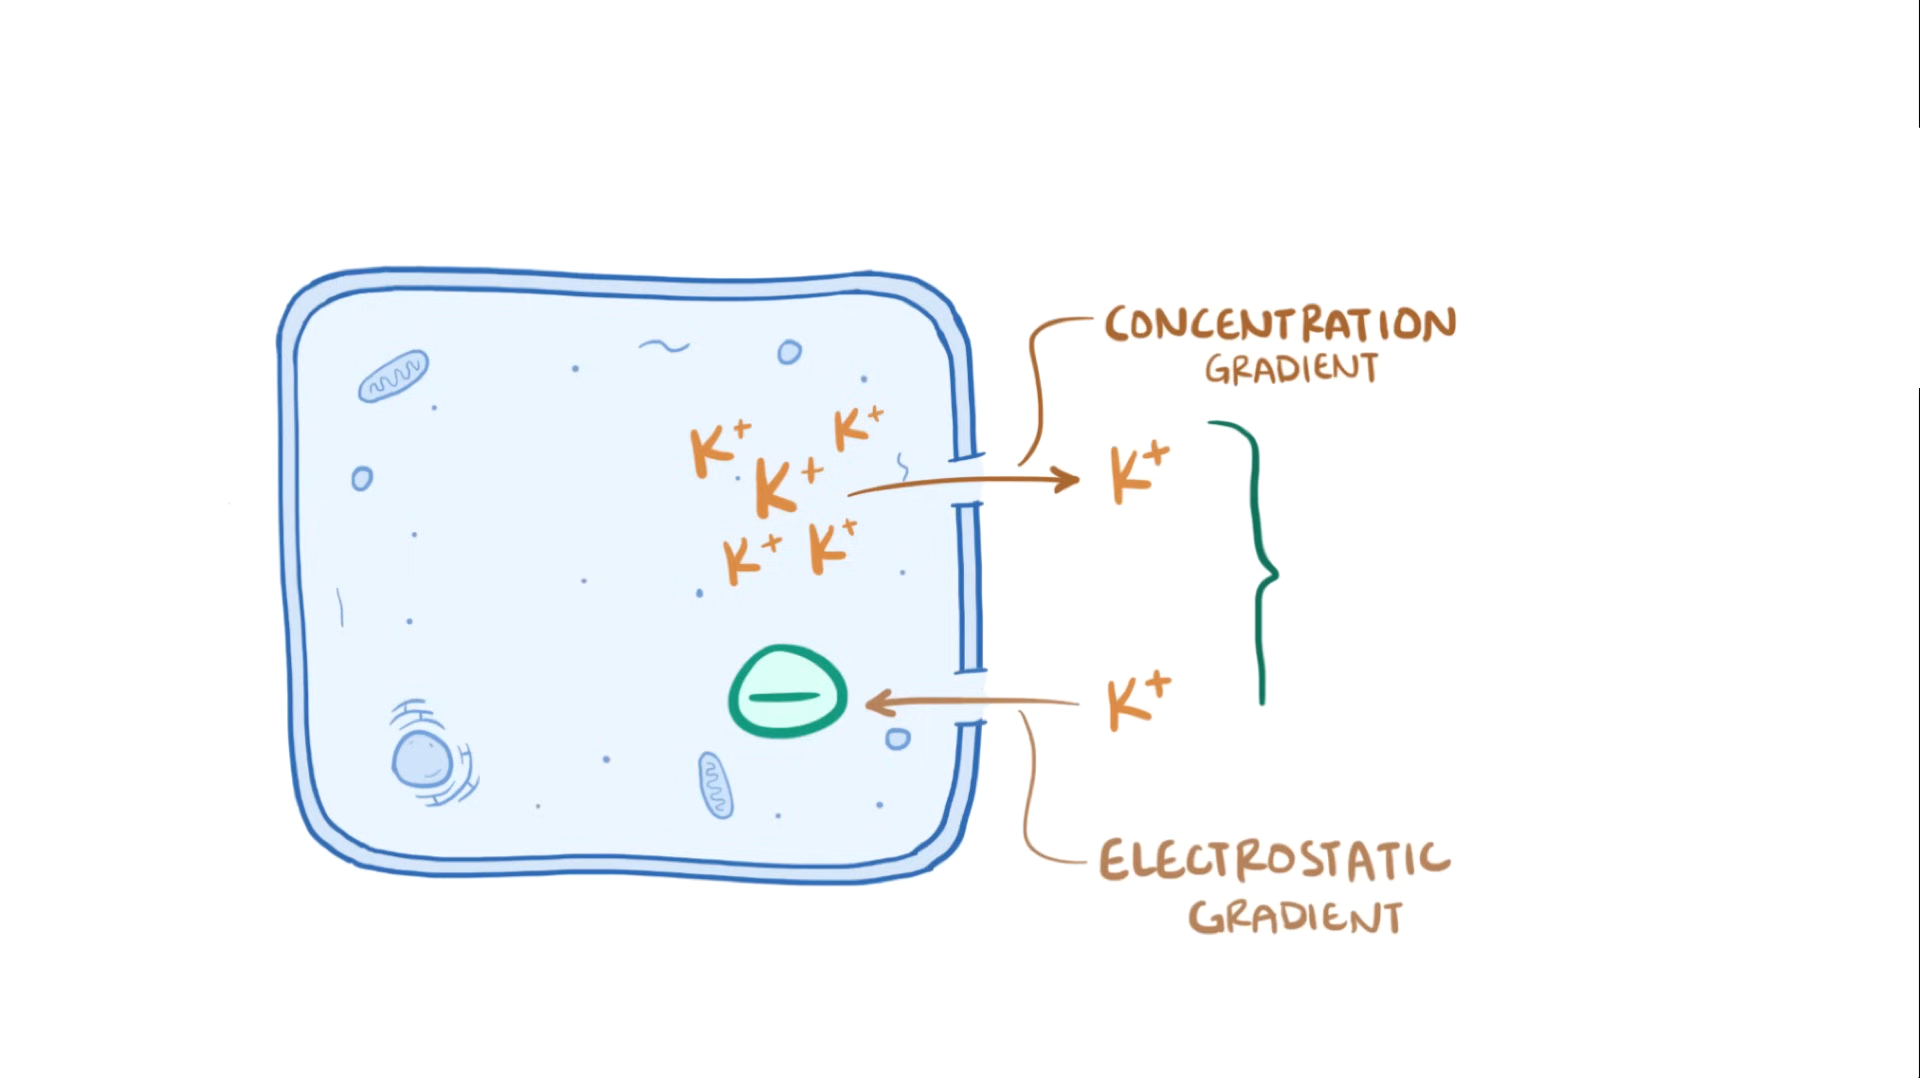 CONCENTRATION
GRADIENT
K+
K+
K+
K+
K+
K+
−
K+
ELECTROSTATIC
GRADIENT